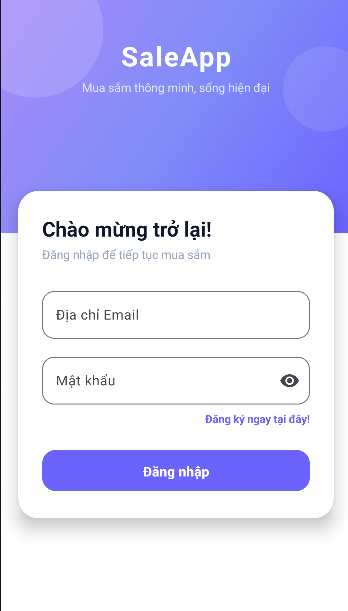 SaleApp
Mua sắm thông minh, sống hiện đại
Chào mừng trở lại!
Đăng nhập để tiếp tục mua sắm
Địa chỉ Email
Mật khẩu
Đăng ký ngay tại đây!
Đăng nhập